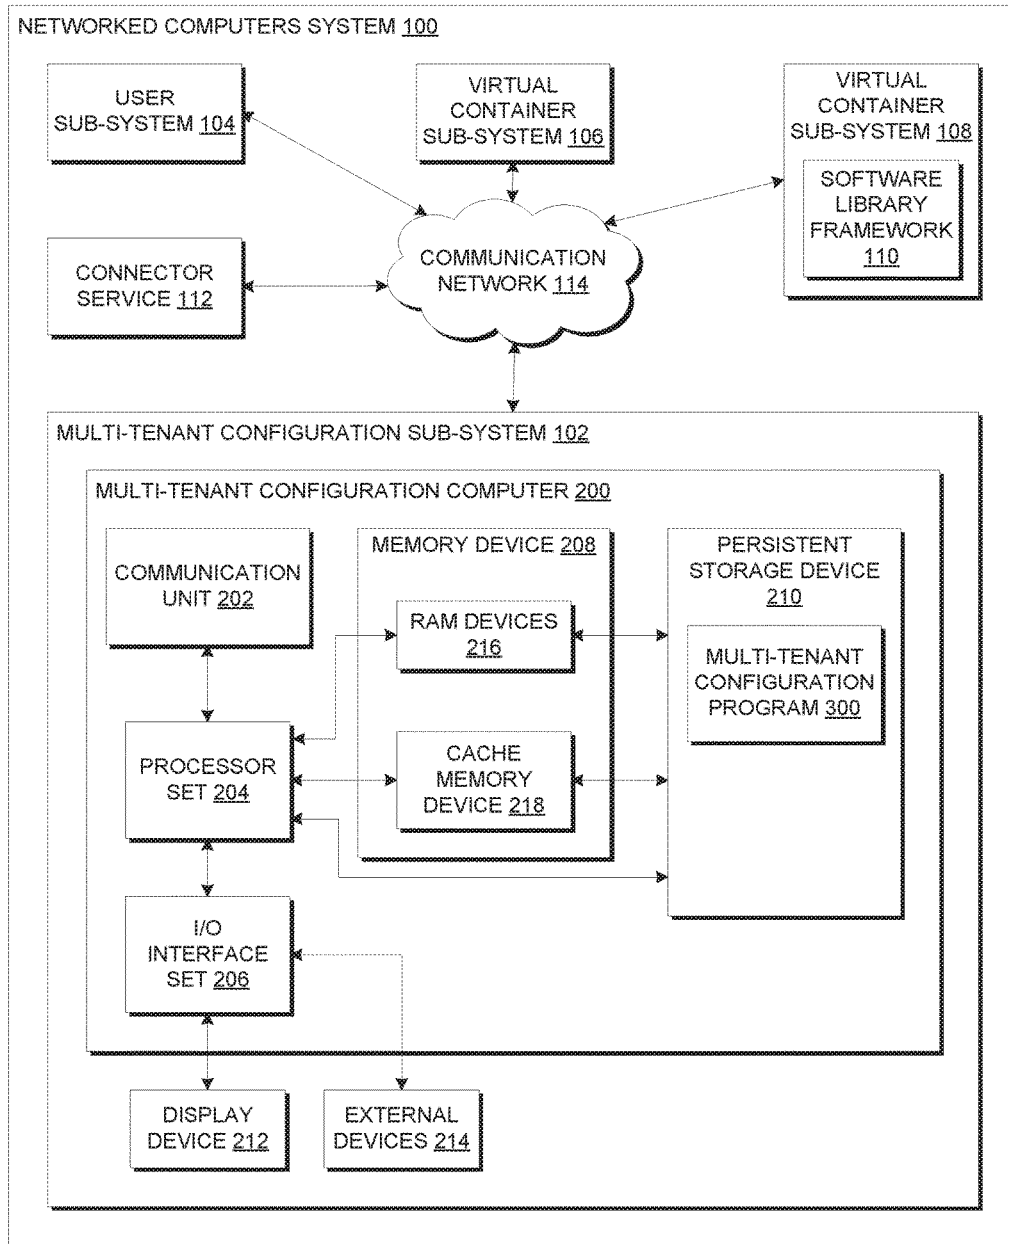 NETWORKED COMPUTERS SYSTEM 100
USER
SUB-SYSTEM 104
VIRTUAL
CONTAINER
SUB-SYSTEM 106
VIRTUAL
CONTAINER
SUB-SYSTEM 108
SOFTWARE
LIBRARY
FRAMEWORK
110
CONNECTOR
SERVICE 112
COMMUNICATION
NETWORK 114
MULTI-TENANT CONFIGURATION SUB-SYSTEM 102
MULTI-TENANT CONFIGURATION COMPUTER 200
COMMUNICATION
UNIT 202
MEMORY DEVICE 208
RAM DEVICES
216
PERSISTENT
STORAGE DEVICE
210
MULTI-TENANT
CONFIGURATION
PROGRAM 300
PROCESSOR
SET 204
CACHE
MEMORY
DEVICE 218
I/O
INTERFACE
SET 206
DISPLAY
DEVICE 212
EXTERNAL
DEVICES 214